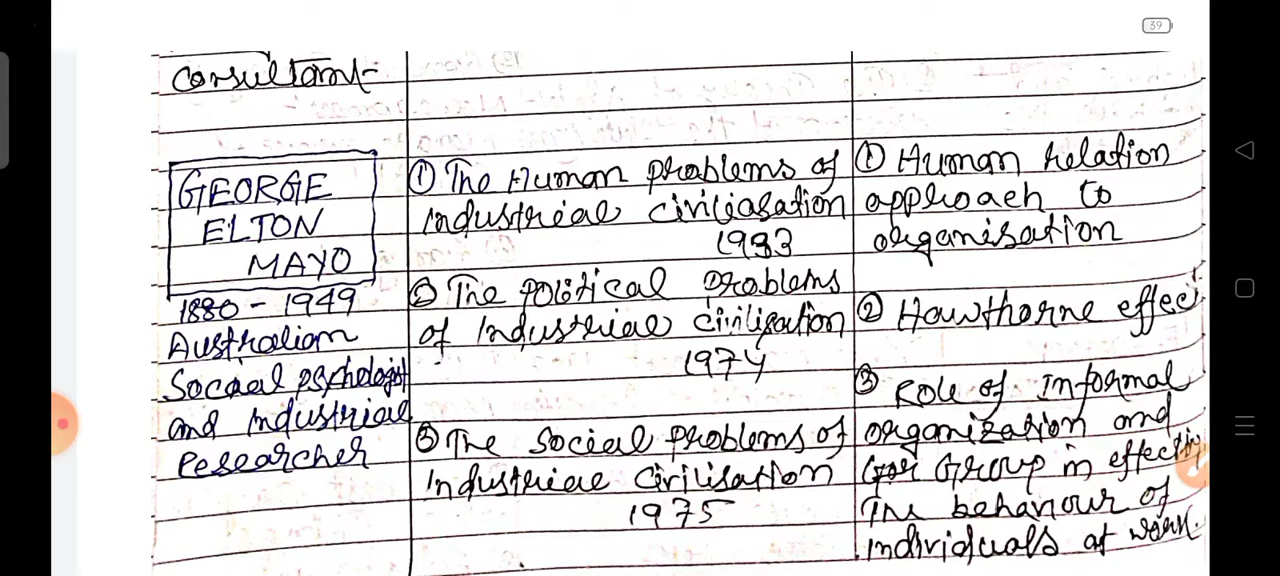 39
Consultant-
GEORGE
ELTON
MAYO
1880 - 1949
Australian
Socaeal psychologist
and industrial
Researcher
① The Human problems of
industrial civiliasation
1933
② The political problems
of Industrial civilisation
1974
③ The Social problems of
Industrial civilisation
1975
① Human relation
approach to
organisation
② Hawthorne effect
③ Role of Informal
organization and
Group in effecting
The behaviour of
individuals at work.